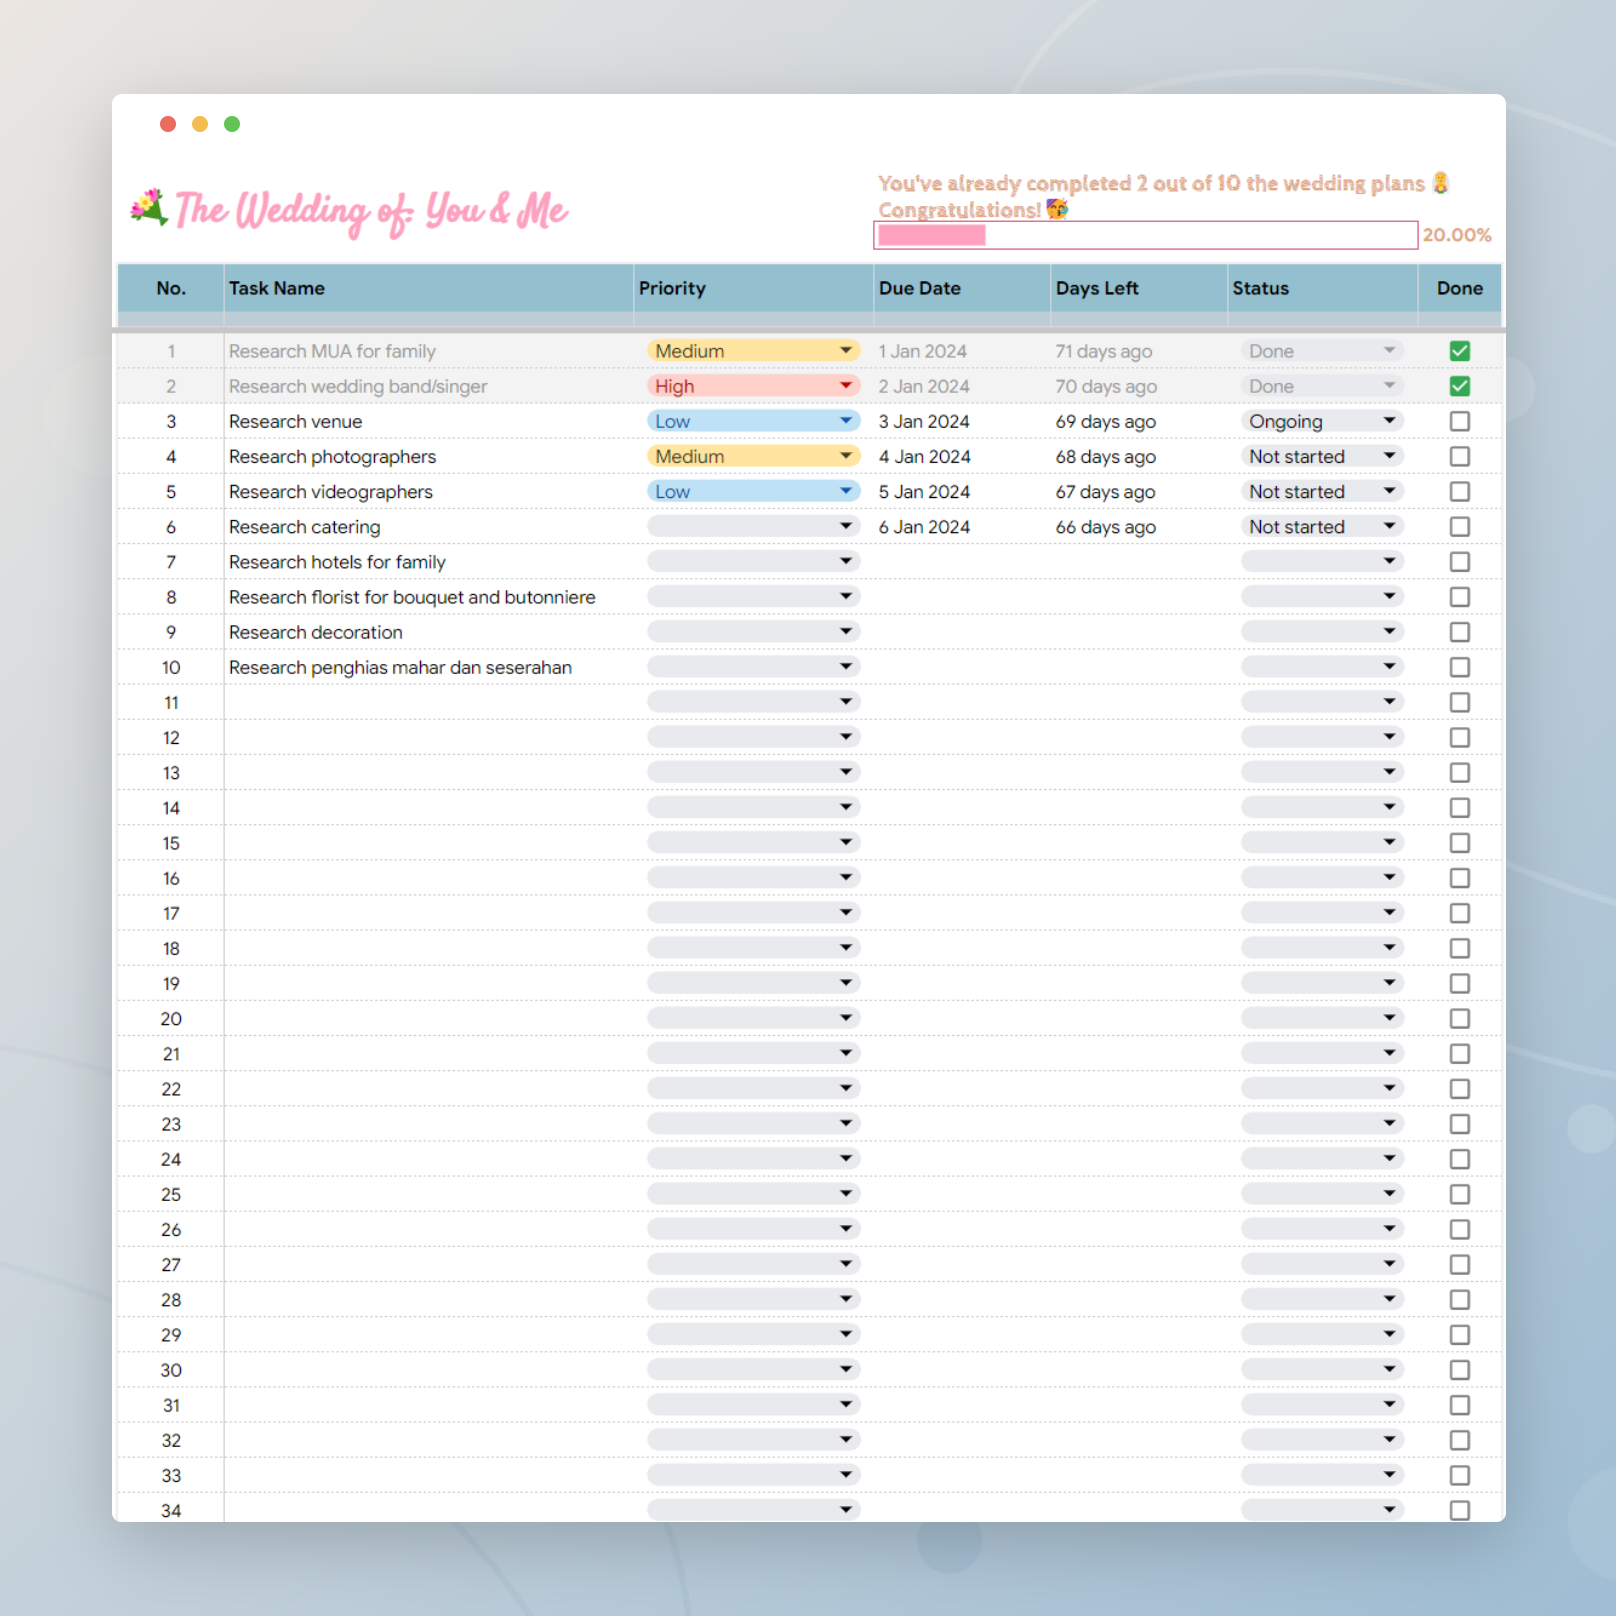 The Wedding of: You & Me
You've already completed 2 out of 10 the wedding plans
Congratulations!
20.00%
No. Task Name Priority Due Date Days Left Status Done
1 Research MUA for family Medium 1 Jan 2024 71 days ago Done
2 Research wedding band/singer High 2 Jan 2024 70 days ago Done
3 Research venue Low 3 Jan 2024 69 days ago Ongoing
4 Research photographers Medium 4 Jan 2024 68 days ago Not started
5 Research videographers Low 5 Jan 2024 67 days ago Not started
6 Research catering 6 Jan 2024 66 days ago Not started
7 Research hotels for family
8 Research florist for bouquet and butonniere
9 Research decoration
10 Research penghias mahar dan seserahan
11
12
13
14
15
16
17
18
19
20
21
22
23
24
25
26
27
28
29
30
31
32
33
34